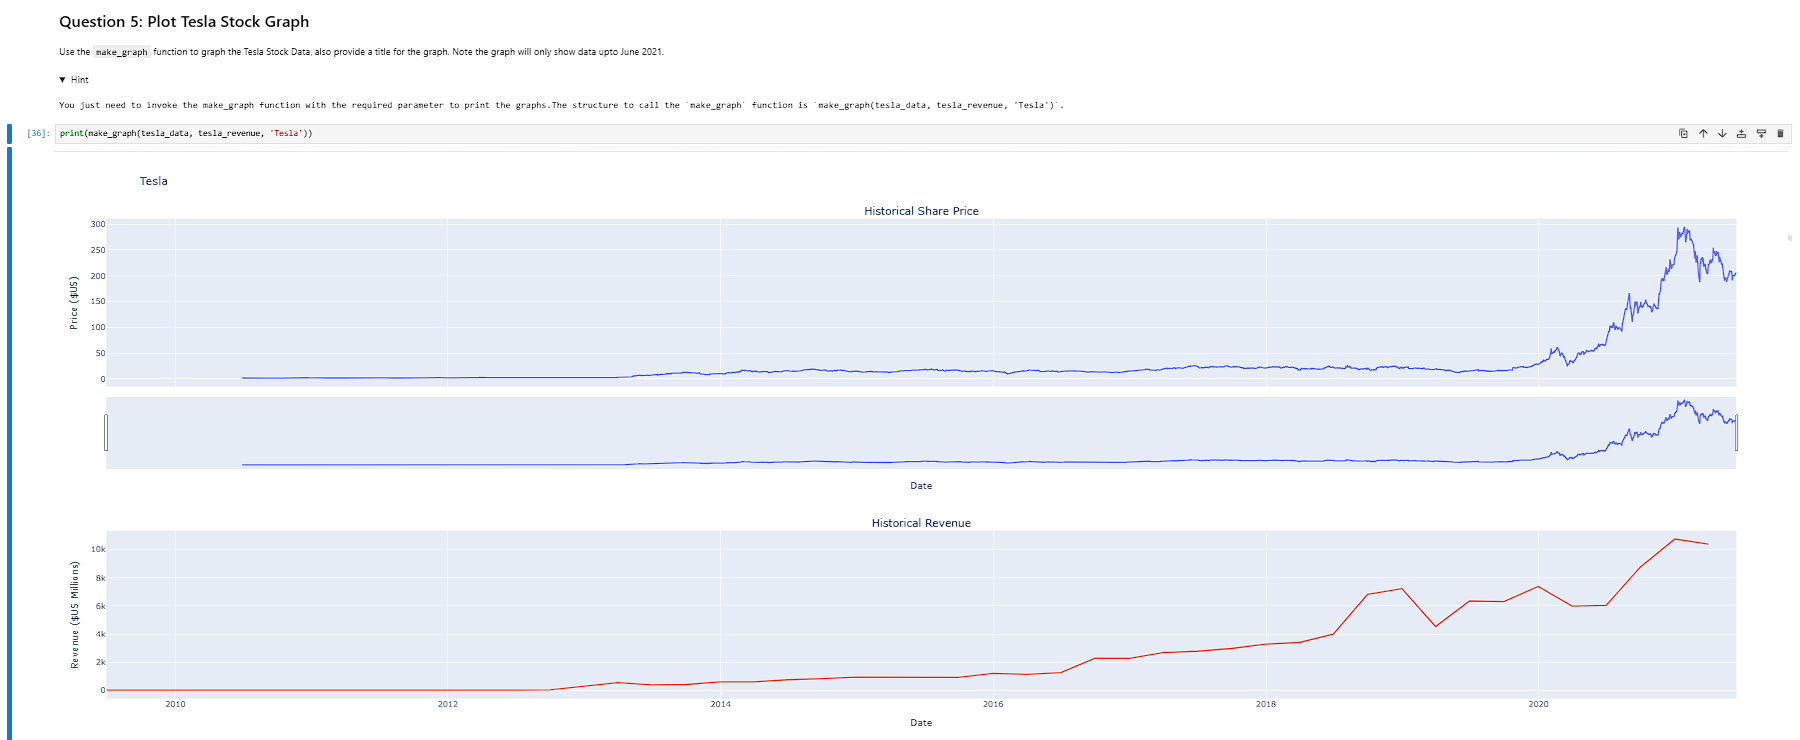 Question 5: Plot Tesla Stock Graph
Use the make_graph function to graph the Tesla Stock Data, also provide a title for the graph. Note the graph will only show data upto June 2021.
▼ Hint
You just need to invoke the make_graph function with the required parameter to print the graphs.The structure to call the `make_graph` function is `make_graph(tesla_data, tesla_revenue, 'Tesla')`.
[36]: print(make_graph(tesla_data, tesla_revenue, 'Tesla'))
Tesla
Historical Share Price
Price ($US)
300
250
200
150
100
50
0
Date
Historical Revenue
Revenue ($US Millions)
10k
8k
6k
4k
2k
0
2010 2012 2014 2016 2018 2020
Date